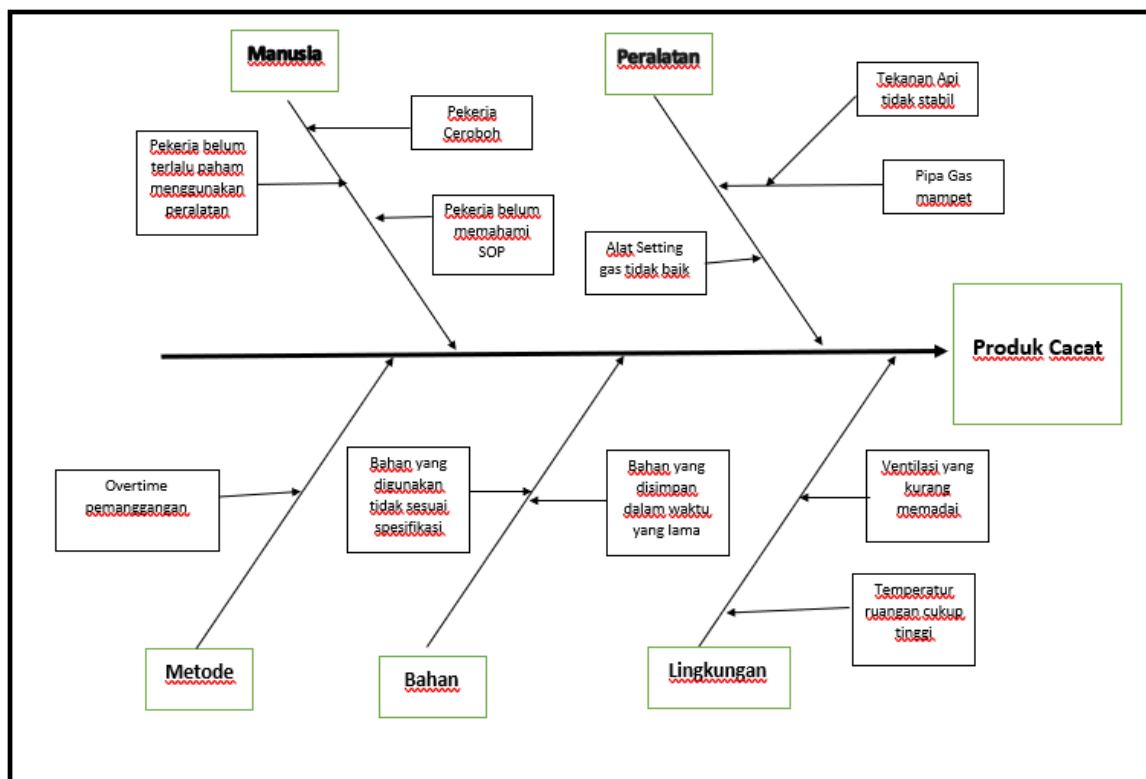 Manusia
Peralatan
Pekerja
Ceroboh
Tekanan Api
tidak stabil
Pekerja belum
terlalu paham
menggunakan
peralatan
Pipa Gas
mampet
Pekerja belum
memahami
SOP
Alat Setting
gas tidak baik
Produk Cacat
Overtime
pemanggangan
Bahan yang
digunakan
tidak sesuai
spesifikasi
Bahan yang
disimpan
dalam waktu
yang lama
Ventilasi yang
kurang
memadai
Temperatur
ruangan cukup
tinggi
Metode
Bahan
Lingkungan